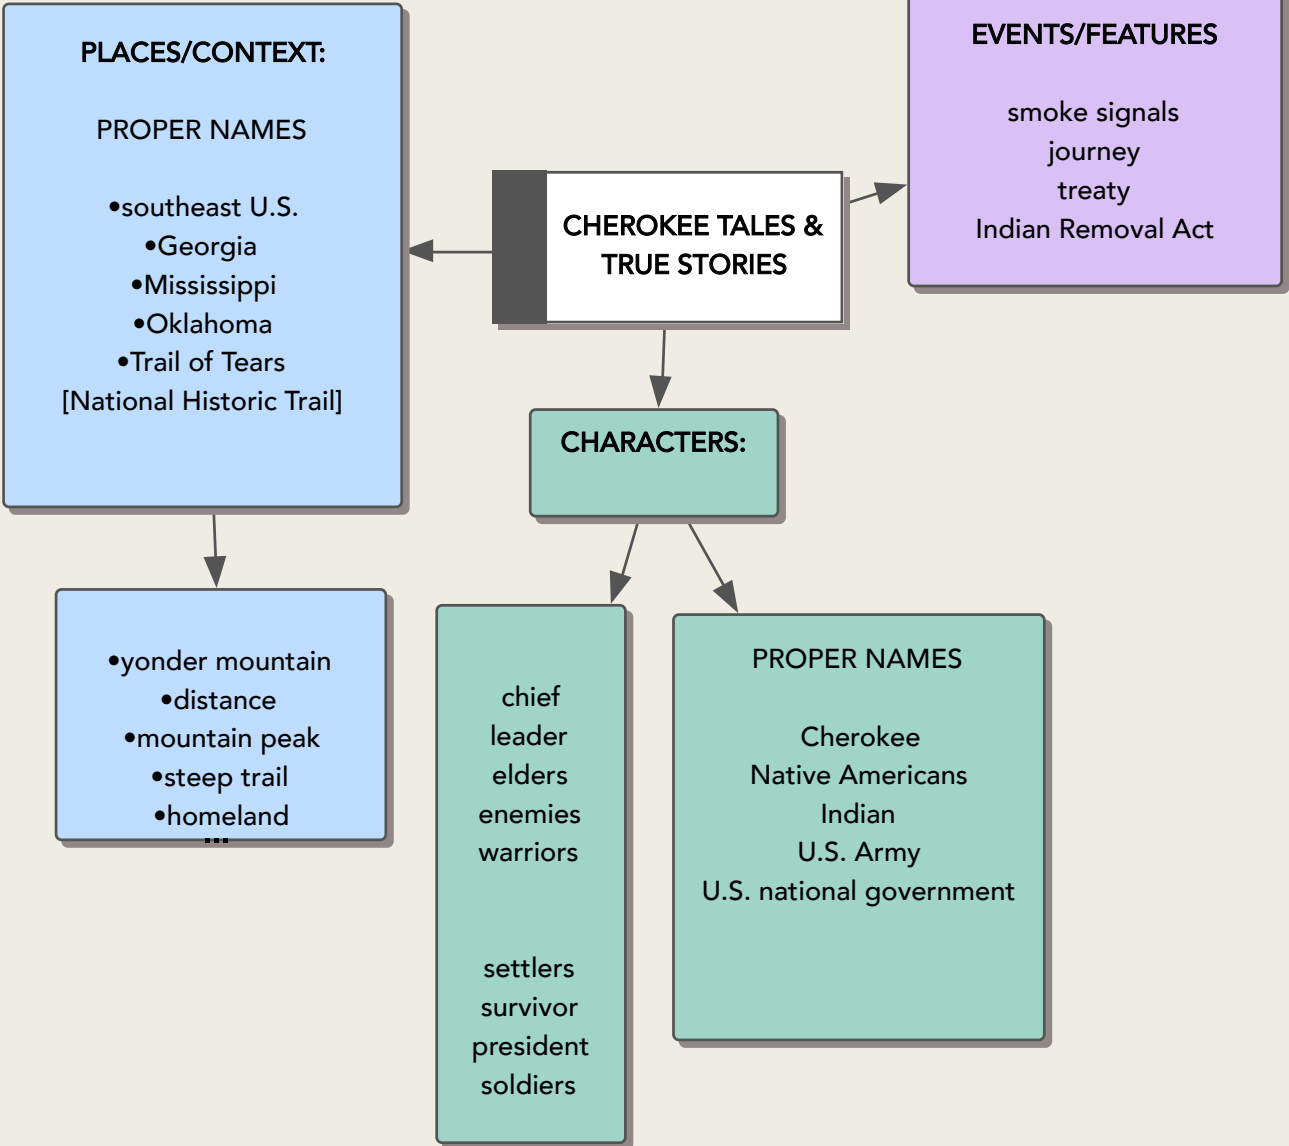 PLACES/CONTEXT:
PROPER NAMES
•southeast U.S.
•Georgia
•Mississippi
•Oklahoma
•Trail of Tears
[National Historic Trail]
EVENTS/FEATURES
smoke signals
journey
treaty
Indian Removal Act
CHEROKEE TALES &
TRUE STORIES
CHARACTERS:
•yonder mountain
•distance
•mountain peak
•steep trail
•homeland
...
chief
leader
elders
enemies
warriors
settlers
survivor
president
soldiers
PROPER NAMES
Cherokee
Native Americans
Indian
U.S. Army
U.S. national government